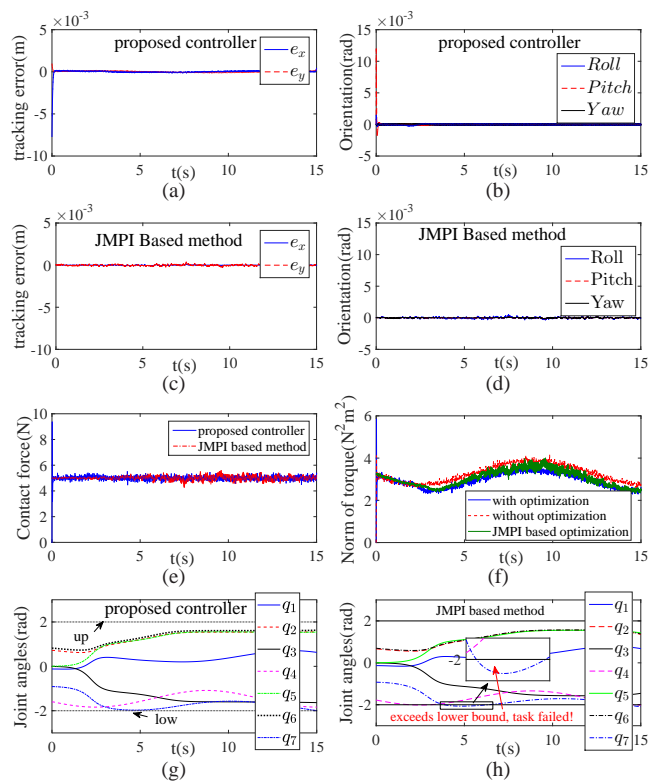 ×10⁻³
proposed controller
e_x
e_y
tracking error(m)
5
0
-5
-10
0 5 10 15
t(s)
(a)
×10⁻³
proposed controller
Roll
Pitch
Yaw
Orientation(rad)
15
10
5
0
-5
0 5 10 15
t(s)
(b)
×10⁻³
JMPI Based method
e_x
e_y
tracking error(m)
5
0
-5
-10
0 5 10 15
t(s)
(c)
×10⁻³
JMPI Based method
Roll
Pitch
Yaw
Orientation(rad)
15
10
5
0
-5
0 5 10 15
t(s)
(d)
proposed controller
JMPI based method
Contact force(N)
10
8
6
4
2
0
0 5 10 15
t(s)
(e)
with optimization
without optimization
JMPI based optimization
Norm of torque(N²m²)
6
4
2
0
0 5 10 15
t(s)
(f)
proposed controller
up
low
q₁
q₂
q₃
q₄
q₅
q₆
q₇
Joint angles(rad)
2
0
-2
0 5 10 15
t(s)
(g)
JMPI based method
-2
exceeds lower bound, task failed!
q₁
q₂
q₃
q₄
q₅
q₆
q₇
Joint angles(rad)
2
0
-2
0 5 10 15
t(s)
(h)